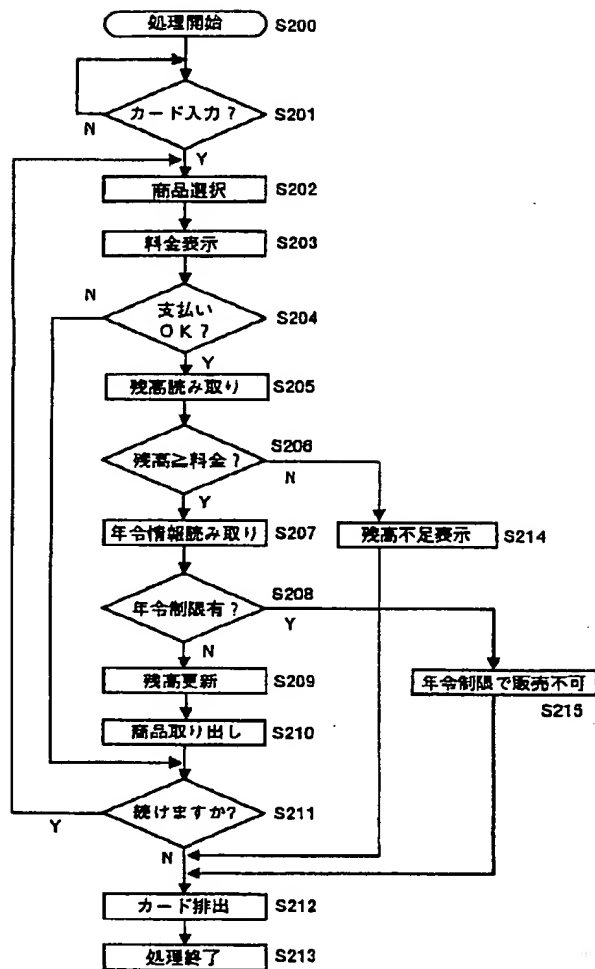 処理開始 S200
カード入力? S201
N
Y
商品選択 S202
料金表示 S203
N
支払い
OK? S204
Y
残高読み取り S205
S206
残高≧料金?
N
Y
年令情報読み取り S207
残高不足表示 S214
S208
年令制限有?
Y
N
残高更新 S209
年令制限で販売不可
S215
商品取り出し S210
続けますか? S211
Y
N
カード排出 S212
処理終了 S213